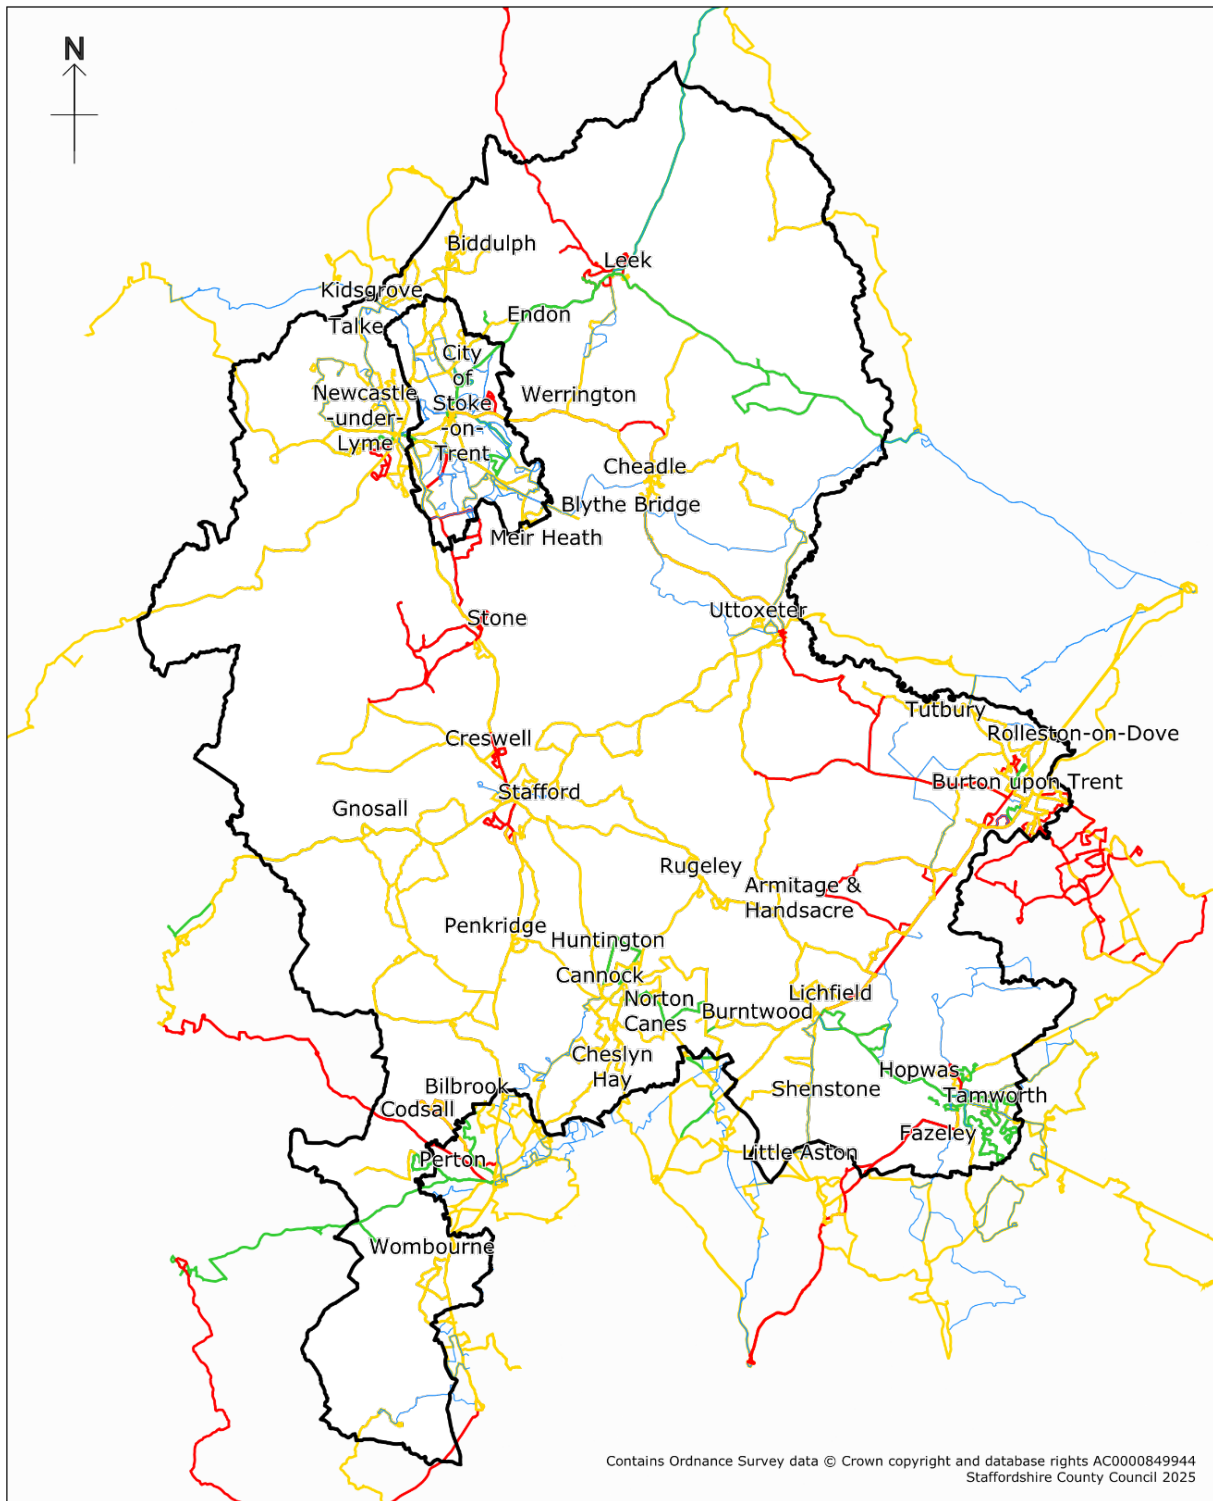 N
Biddulph
Leek
Kidsgrove
Endon
Talke
City
of
Stoke
-on-
Trent
Newcastle
-under-
Lyme
Werrington
Cheadle
Blythe Bridge
Meir Heath
Uttoxeter
Stone
Tutbury
Rolleston-on-Dove
Creswell
Burton upon Trent
Stafford
Gnosall
Rugeley
Armitage &
Handsacre
Penkridge
Huntington
Cannock
Lichfield
Norton
Canes
Burntwood
Cheslyn
Hay
Hopwas
Bilbrook
Shenstone
Tamworth
Codsall
Fazeley
Perton
Little Aston
Wombourne
Contains Ordnance Survey data © Crown copyright and database rights AC0000849944
Staffordshire County Council 2025